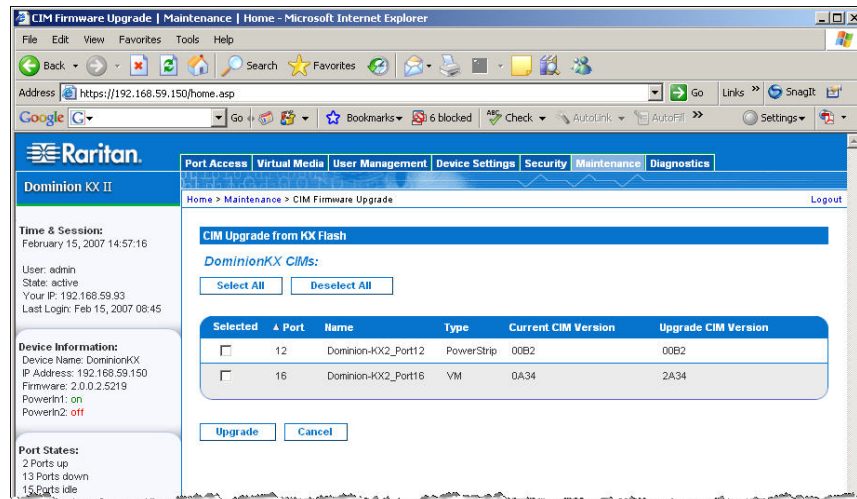 CIM Firmware Upgrade | Maintenance | Home - Microsoft Internet Explorer
File Edit View Favorites Tools Help
Back Search Favorites
Address https://192.168.59.150/home.asp Go Links » SnagIt
Google G Go Bookmarks 6 blocked ABC Check AutoLink AutoFill » Settings
Raritan.
Port Access Virtual Media User Management Device Settings Security Maintenance Diagnostics
Dominion KX II
Home > Maintenance > CIM Firmware Upgrade Logout
Time & Session:
February 15, 2007 14:57:16
User: admin
State: active
Your IP: 192.168.59.93
Last Login: Feb 15, 2007 08:45
Device Information:
Device Name: DominionKX
IP Address: 192.168.59.150
Firmware: 2.0.0.2.5219
PowerIn1: on
PowerIn2: off
Port States:
2 Ports up
13 Ports down
15 Ports idle
CIM Upgrade from KX Flash
DominionKX CIMs:
Select All Deselect All
Selected ▲ Port Name Type Current CIM Version Upgrade CIM Version
12 Dominion-KX2_Port12 PowerStrip 00B2 00B2
16 Dominion-KX2_Port16 VM 0A34 2A34
Upgrade Cancel